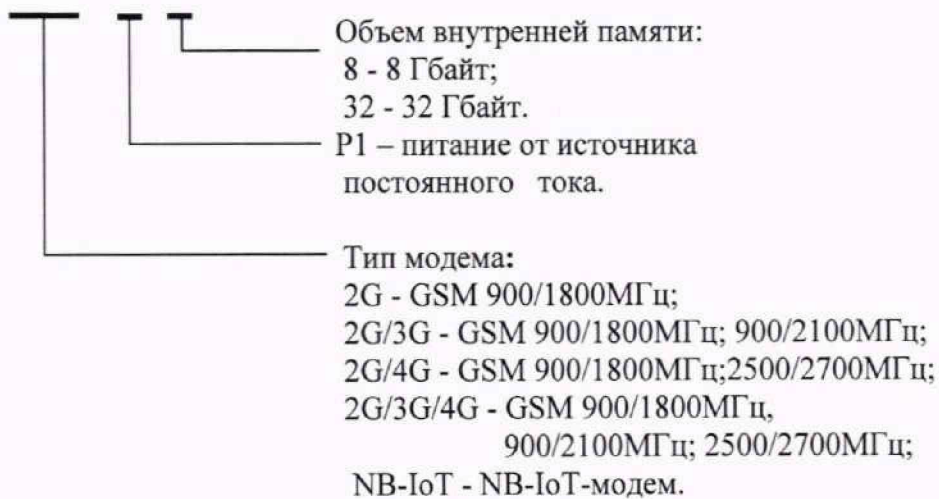 Объем внутренней памяти:
8 - 8 Гбайт;
32 - 32 Гбайт.
P1 – питание от источника
постоянного тока.
Тип модема:
2G - GSM 900/1800МГц;
2G/3G - GSM 900/1800МГц; 900/2100МГц;
2G/4G - GSM 900/1800МГц;2500/2700МГц;
2G/3G/4G - GSM 900/1800МГц,
900/2100МГц; 2500/2700МГц;
NB-IoT - NB-IoT-модем.